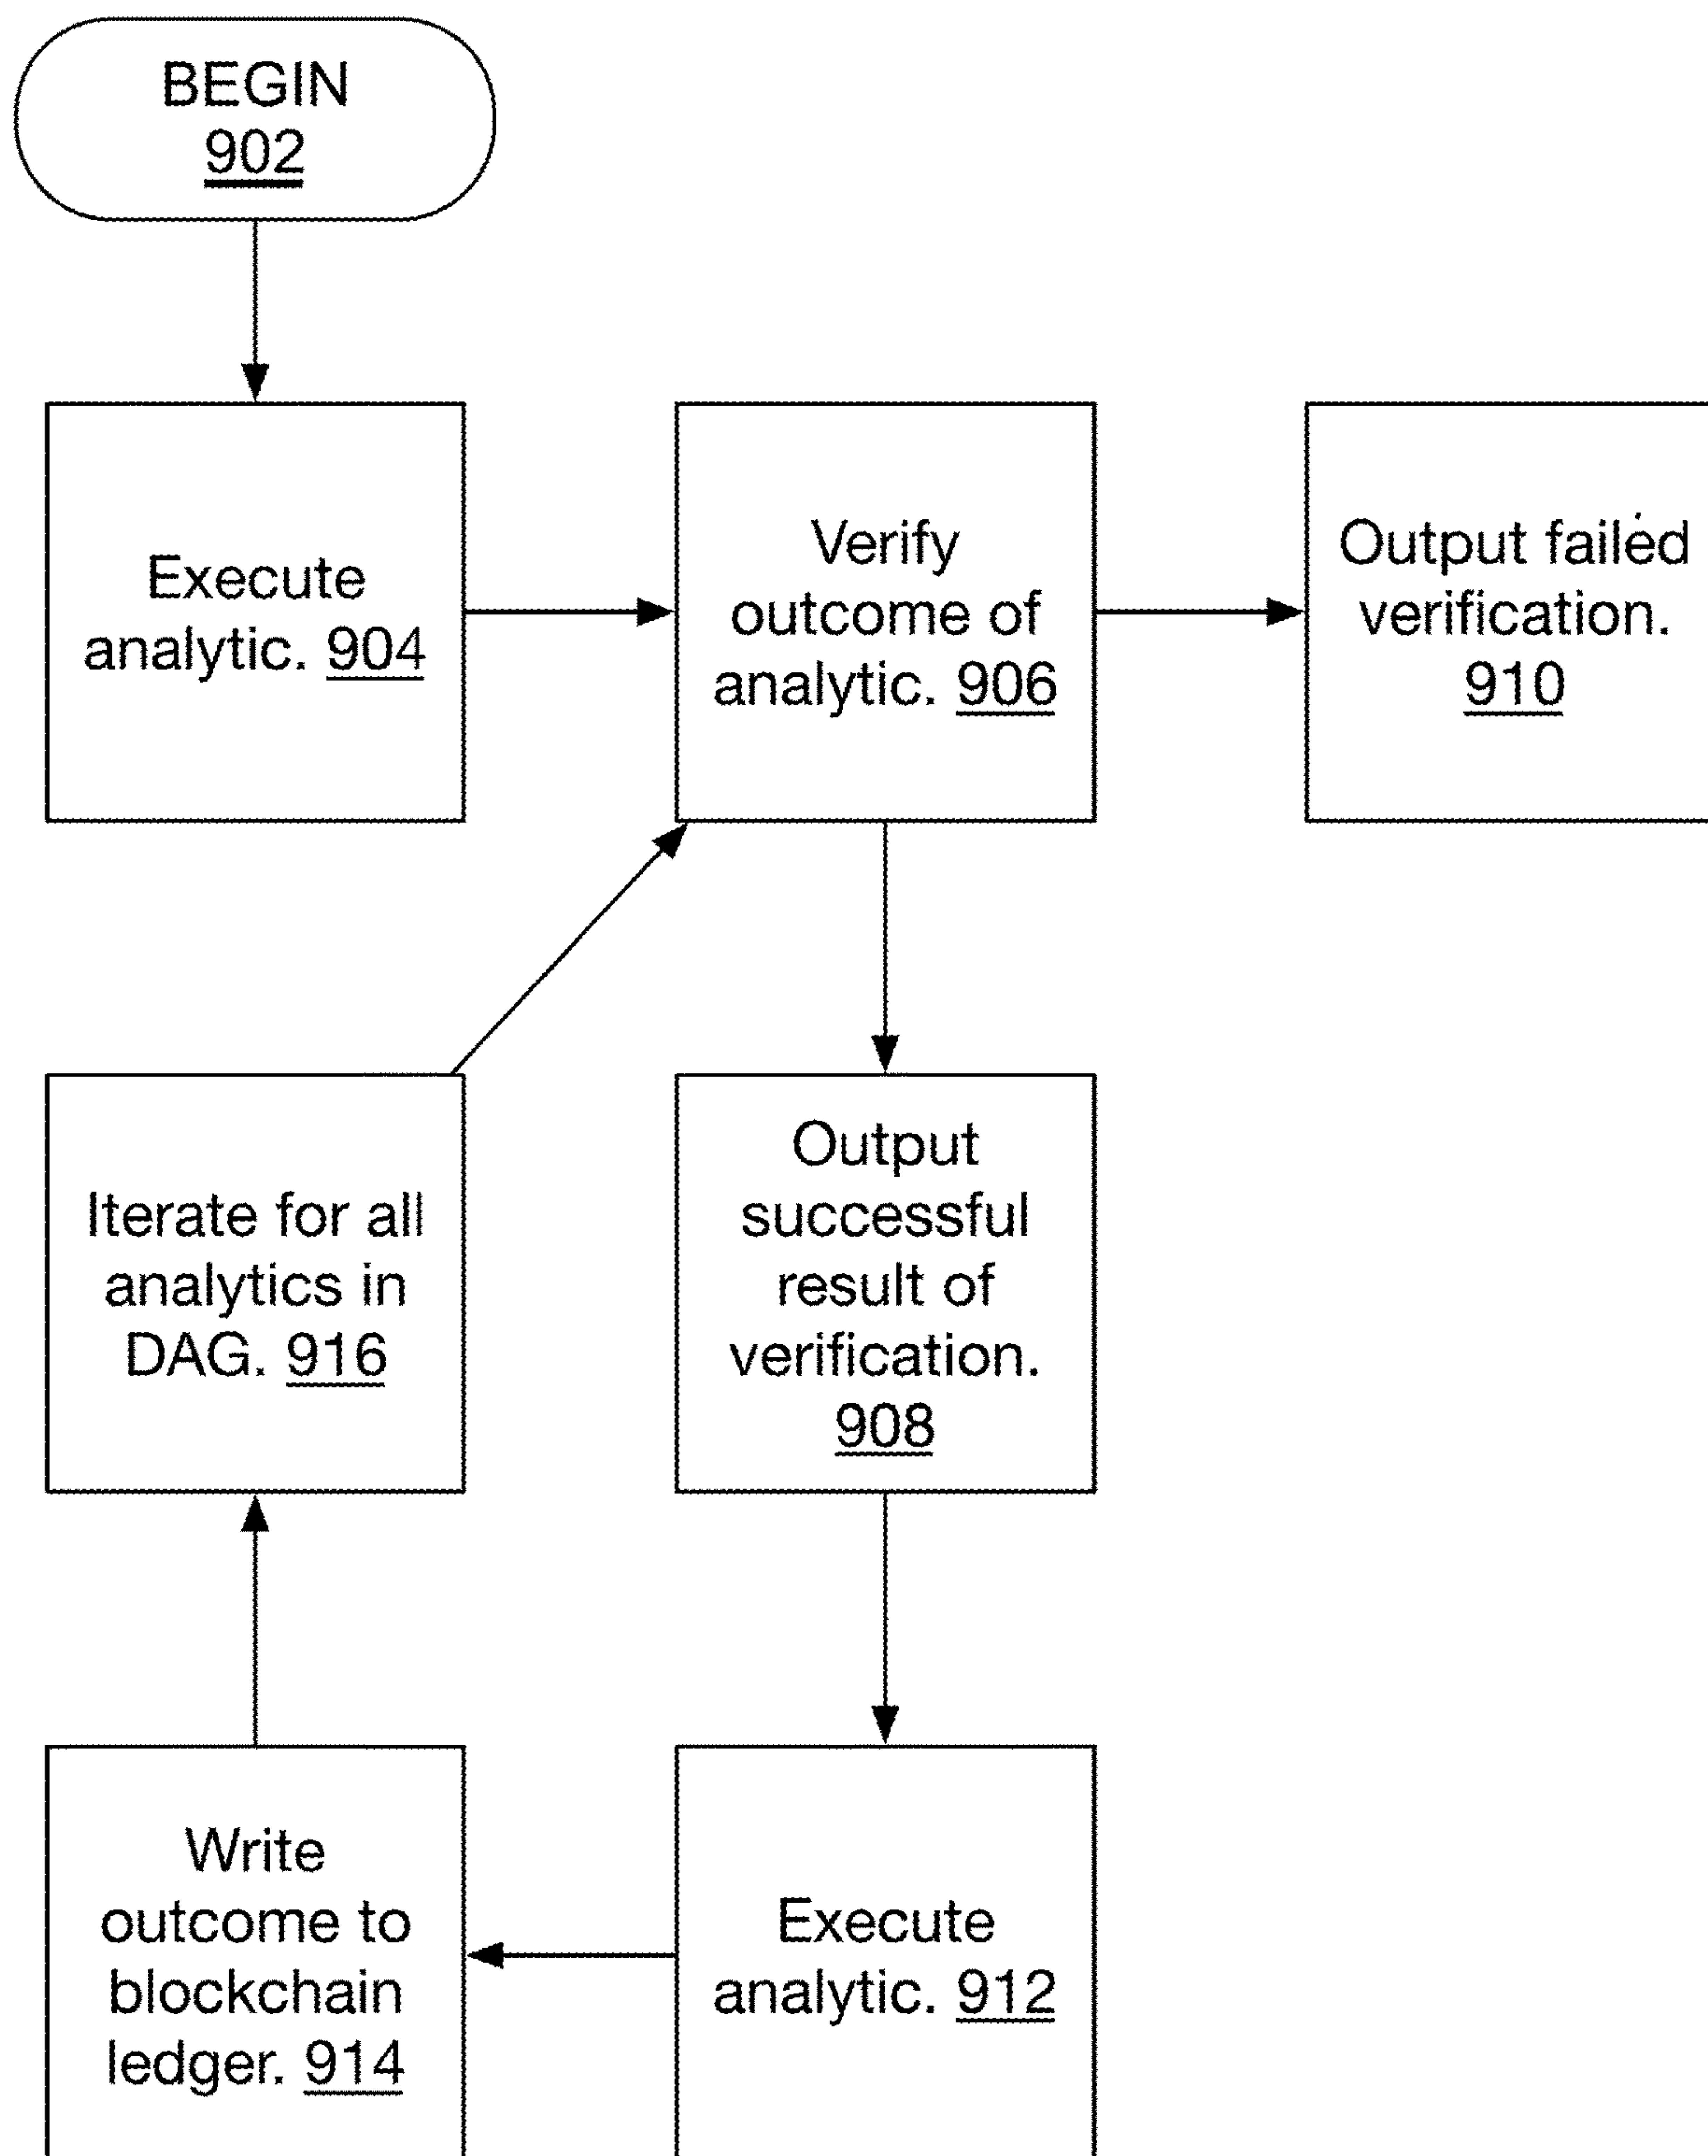 BEGIN
902
Execute
analytic. 904
Verify
outcome of
analytic. 906
Output failed
verification.
910
Iterate for all
analytics in
DAG. 916
Output
successful
result of
verification.
908
Write
outcome to
blockchain
ledger. 914
Execute
analytic. 912